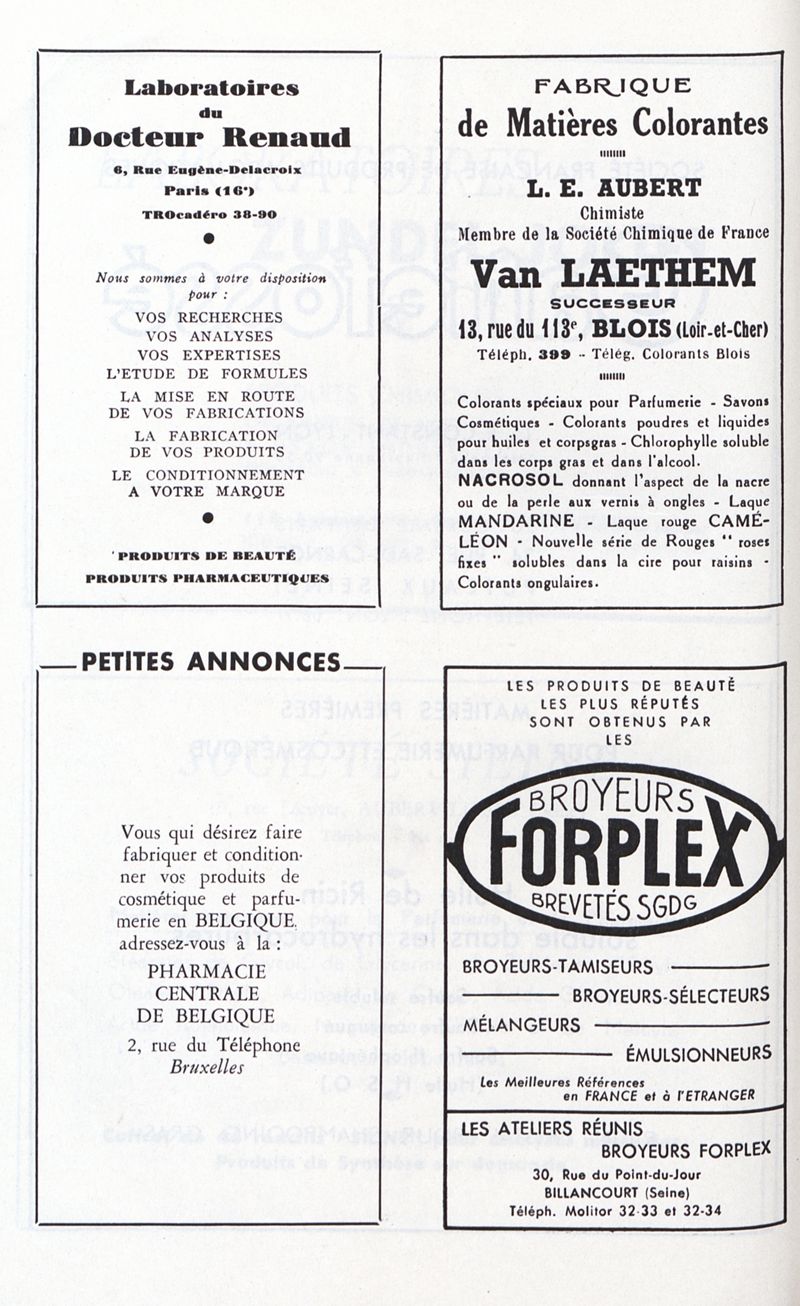 Laboratoires
du
Docteur Renaud
6, Rue Eugène-Delacroix
Paris (16ᵉ)
TROcadéro 38-90
Nous sommes à votre disposition
pour :
VOS RECHERCHES
VOS ANALYSES
VOS EXPERTISES
L'ETUDE DE FORMULES
LA MISE EN ROUTE
DE VOS FABRICATIONS
LA FABRICATION
DE VOS PRODUITS
LE CONDITIONNEMENT
A VOTRE MARQUE
PRODUITS DE BEAUTÉ
PRODUITS PHARMACEUTIQUES
FABRIQUE
de Matières Colorantes
L. E. AUBERT
Chimiste
Membre de la Société Chimique de France
Van LAETHEM
SUCCESSEUR
13, rue du 113ᵉ, BLOIS (Loir-et-Cher)
Téléph. 399 - Télég. Colorants Blois
Colorants spéciaux pour Parfumerie - Savons
Cosmétiques - Colorants poudres et liquides
pour huiles et corps gras - Chlorophylle soluble
dans les corps gras et dans l'alcool.
NACROSOL donnant l'aspect de la nacre
ou de la perle aux vernis à ongles - Laque
MANDARINE - Laque rouge CAMÉ-
LÉON - Nouvelle série de Rouges " roses
fixes " solubles dans la cire pour raisins -
Colorants ongulaires.
PETITES ANNONCES
Vous qui désirez faire
fabriquer et condition-
ner vos produits de
cosmétique et parfu-
merie en BELGIQUE,
adressez-vous à la :
PHARMACIE
CENTRALE
DE BELGIQUE
2, rue du Téléphone
Bruxelles
LES PRODUITS DE BEAUTÉ
LES PLUS RÉPUTÉS
SONT OBTENUS PAR
LES
BROYEURS
FORPLEX
BREVETÉS SGDG
BROYEURS-TAMISEURS
BROYEURS-SÉLECTEURS
MÉLANGEURS
ÉMULSIONNEURS
Les Meilleures Références
en FRANCE et à l'ETRANGER
LES ATELIERS RÉUNIS
BROYEURS FORPLEX
30, Rue du Point-du-Jour
BILLANCOURT (Seine)
Téléph. Molitor 32-33 et 32-34